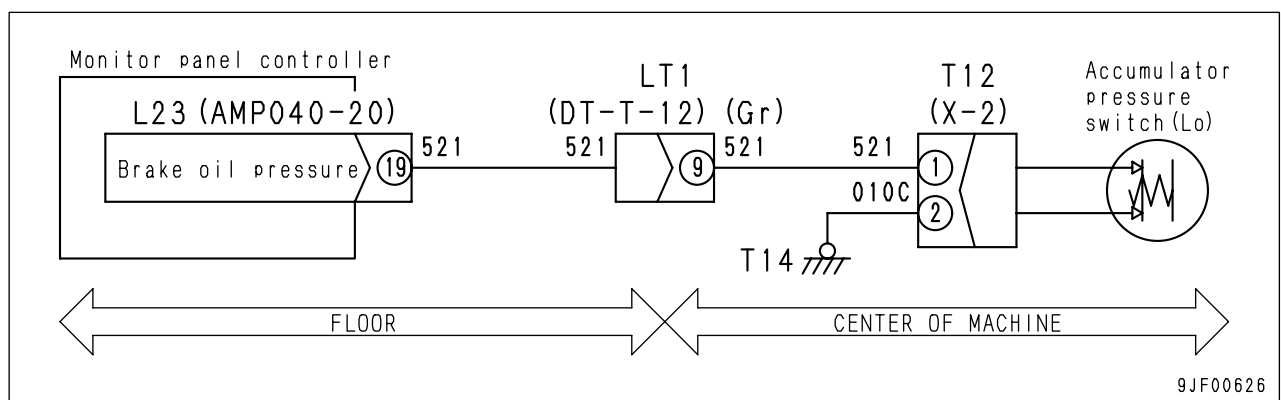 Monitor panel controller
L23 (AMP040-20)
Brake oil pressure
19
521
LT1
(DT-T-12) (Gr)
521
9
521
T12
(X-2)
521
1
010C
2
T14
Accumulator
pressure
switch (Lo)
FLOOR
CENTER OF MACHINE
9JF00626